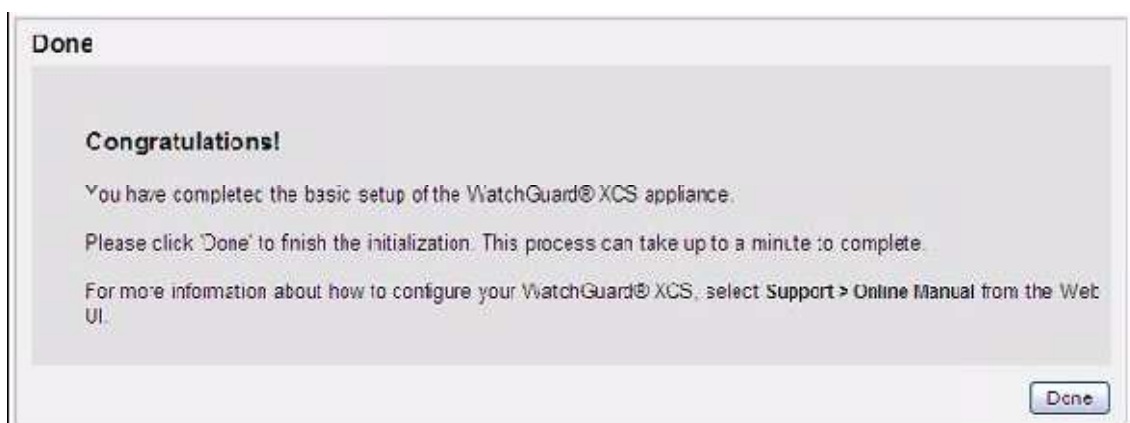 Done
Congratulations!
You have completed the basic setup of the WatchGuard® XCS appliance.
Please click 'Done' to finish the initialization. This process can take up to a minute to complete.
For more information about how to configure your WatchGuard® XCS, select Support > Online Manual from the Web
UI.
Done